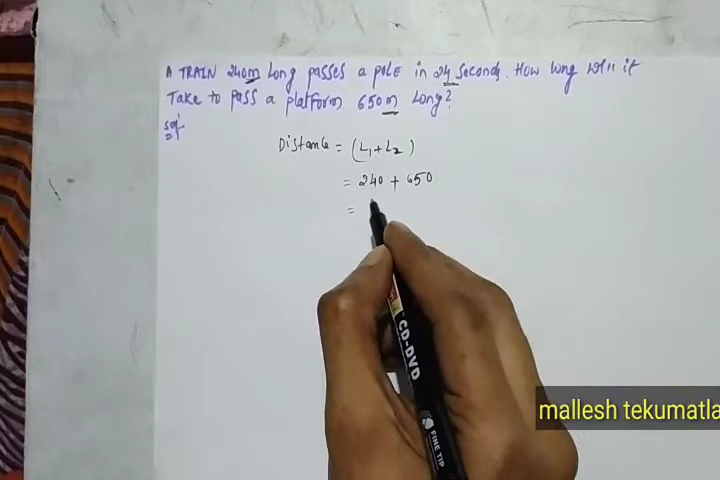 A TRAIN 240m Long passes a pole in 24 Seconds. How long will it
Take to pass a platform 650m Long?
Sol
Distance = (L₁+L₂)
= 240 + 650
=
CD-DVD
FINE TIP
mallesh tekumatla